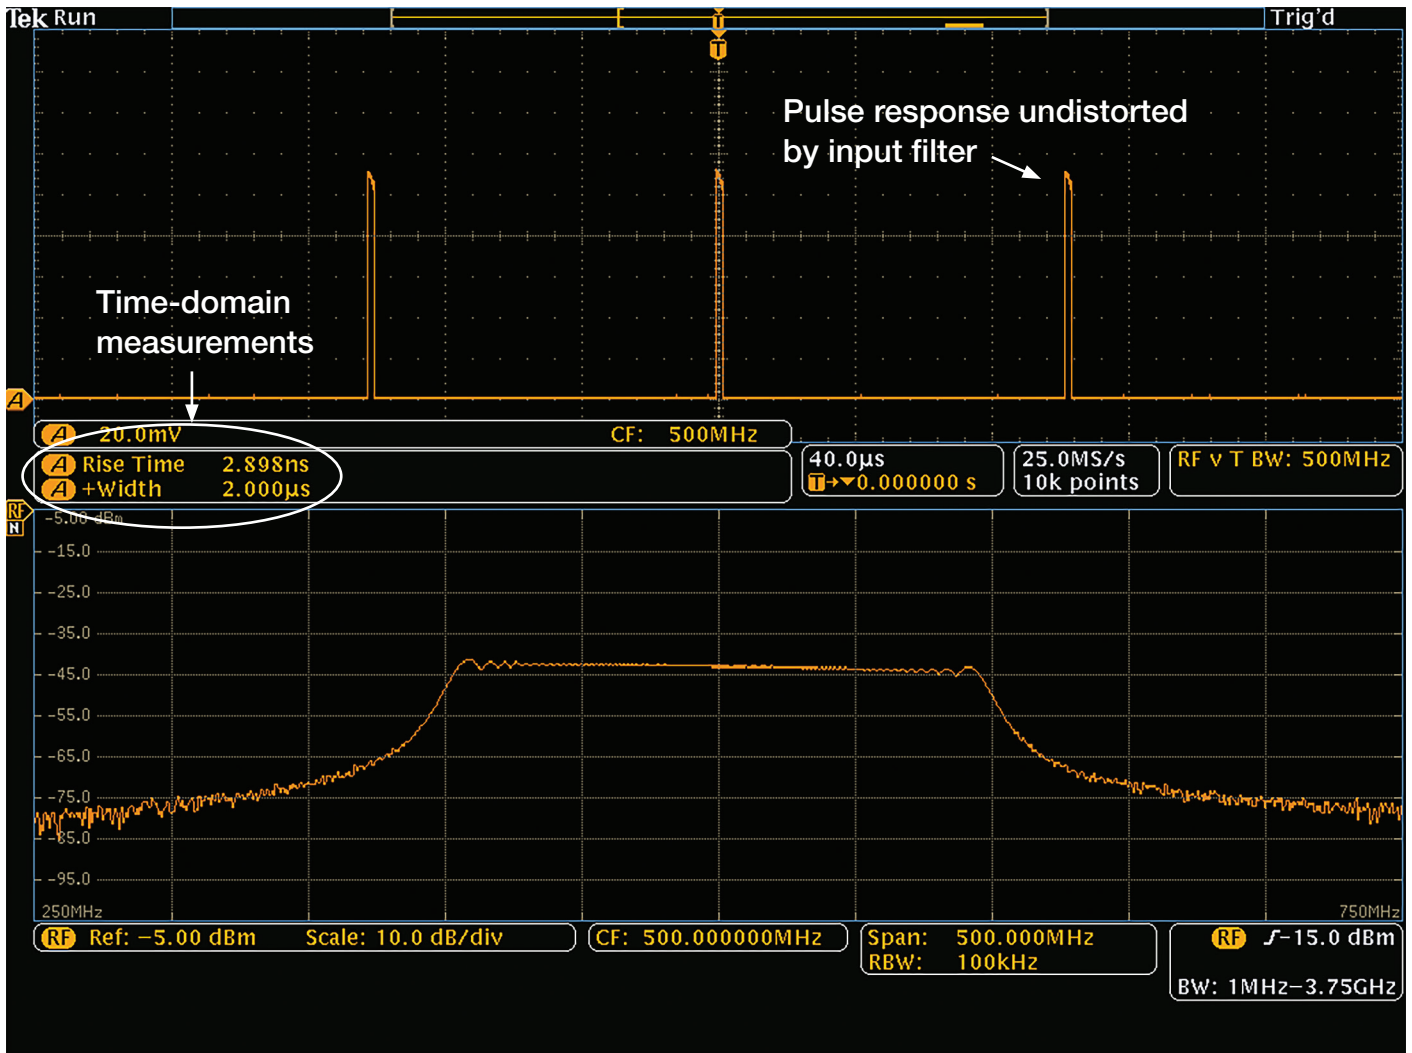 Tek Run
Trig'd
T
T
Pulse response undistorted
by input filter
Time-domain
measurements
A
A 20.0mV CF: 500MHz
A Rise Time 2.898ns
A +Width 2.000μs
40.0μs
T→▼0.000000 s
25.0MS/s
10k points
RF v T BW: 500MHz
RF
N
-5.00 dBm
-15.0
-25.0
-35.0
-45.0
-55.0
-65.0
-75.0
-85.0
-95.0
250MHz
750MHz
RF Ref: −5.00 dBm Scale: 10.0 dB/div
CF: 500.000000MHz
Span: 500.000MHz
RBW: 100kHz
RF ∫−15.0 dBm
BW: 1MHz−3.75GHz